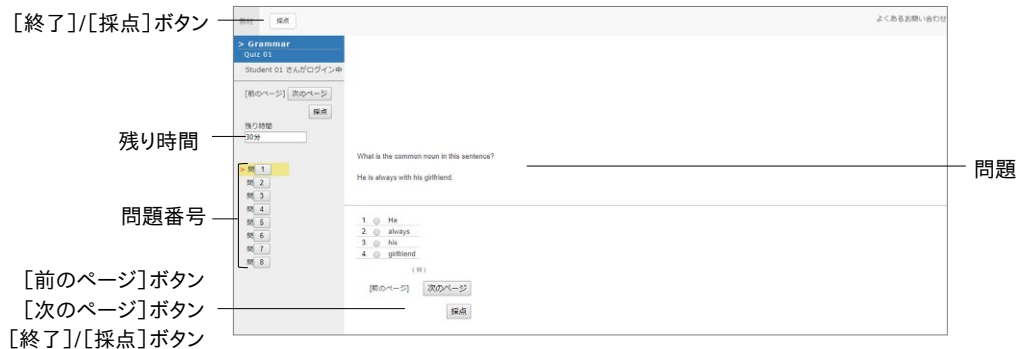 ［終了］/［採点］ボタン
教材 採点
よくあるお問い合わせ
> Grammar
Quiz 01
Student 01 さんがログイン中
[前のページ] 次のページ
採点
残り時間
残り時間
30分
What is the common noun in this sentence?
問題
He is always with his girlfriend.
> 問 1
問 2
問 3
問 4
問題番号
問 5
問 6
問 7
問 8
1. He
2. always
3. his
4. girlfriend
( 10 )
［前のページ］ボタン
[前のページ] 次のページ
［次のページ］ボタン
採点
［終了］/［採点］ボタン